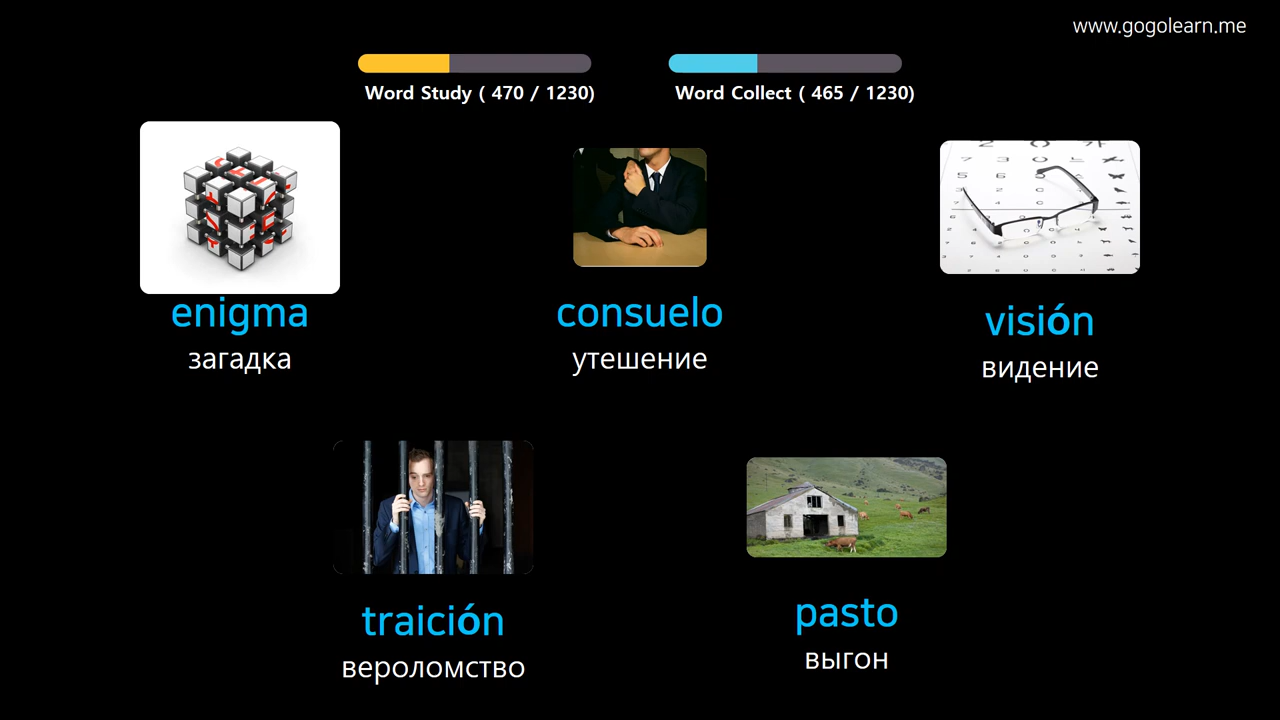 www.gogolearn.me
Word Study ( 470 / 1230)
Word Collect ( 465 / 1230)
enigma
загадка
consuelo
утешение
visión
видение
traición
вероломство
pasto
выгон